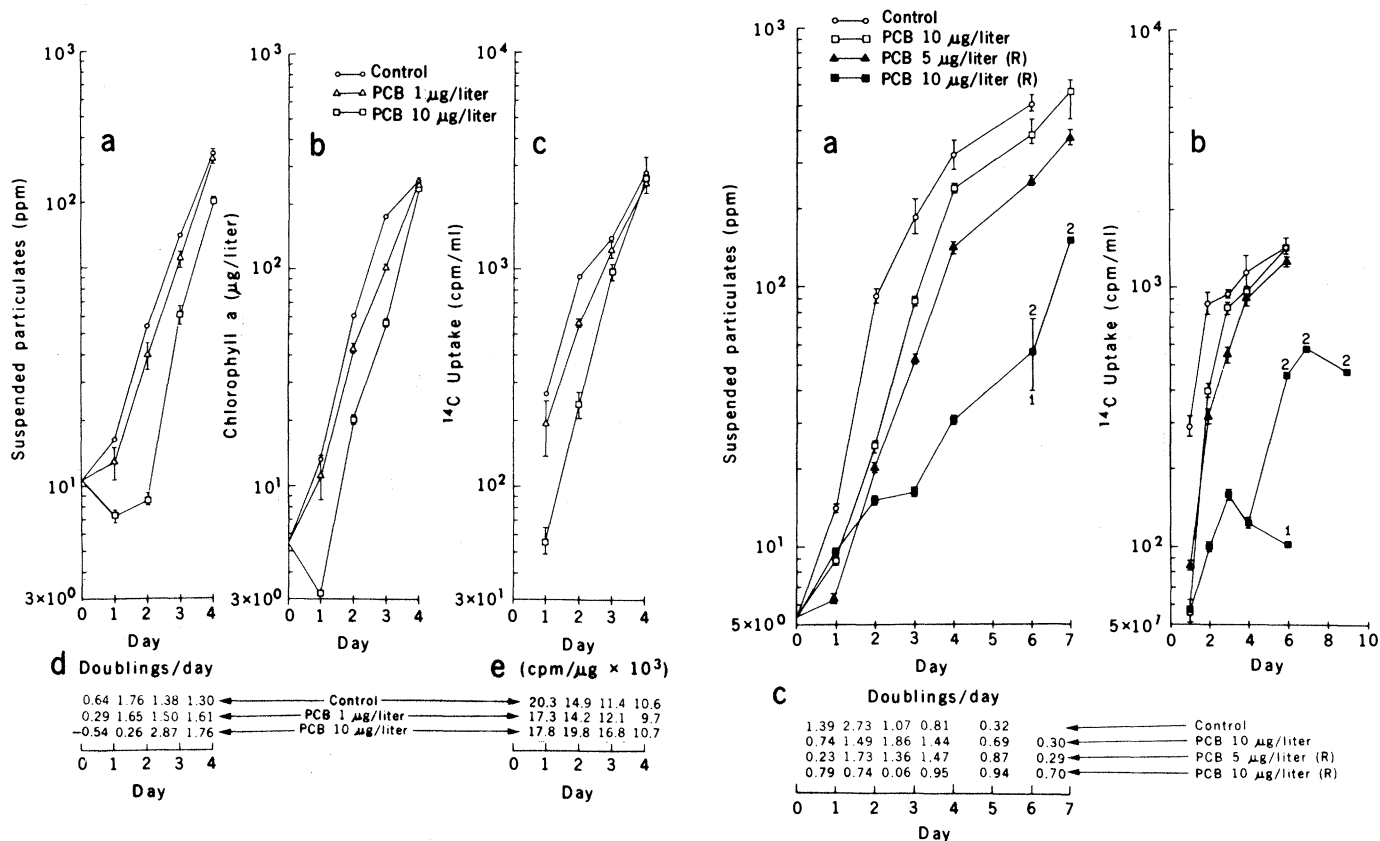 Control
PCB 1 µg/liter
PCB 10 µg/liter
a
10³
10²
10¹
3×10⁰
Suspended particulates (ppm)
0 1 2 3 4
Day
b
10³
10²
10¹
3×10⁰
Chlorophyll a (µg/liter)
0 1 2 3 4
Day
c
10⁴
10³
10²
3×10¹
¹⁴C Uptake (cpm/ml)
0 1 2 3 4
Day
d Doublings/day
0.64 1.76 1.38 1.30
0.29 1.65 1.50 1.61
−0.54 0.26 2.87 1.76
0 1 2 3 4
Day
Control
PCB 1 µg/liter
PCB 10 µg/liter
e (cpm/µg × 10³)
20.3 14.9 11.4 10.6
17.3 14.2 12.1 9.7
17.8 19.8 16.8 10.7
0 1 2 3 4
Day
Control
PCB 10 µg/liter
PCB 5 µg/liter (R)
PCB 10 µg/liter (R)
a
10³
10²
10¹
5×10⁰
Suspended particulates (ppm)
2
2
1
0 1 2 3 4 5 6 7
Day
b
10⁴
10³
10²
5×10¹
¹⁴C Uptake (cpm/ml)
2
2
2
1
0 2 4 6 8 10
Day
c
Doublings/day
1.39 2.73 1.07 0.81 0.32 Control
0.74 1.49 1.86 1.44 0.69 0.30 PCB 10 µg/liter
0.23 1.73 1.36 1.47 0.87 0.29 PCB 5 µg/liter (R)
0.79 0.74 0.06 0.95 0.94 0.70 PCB 10 µg/liter (R)
0 1 2 3 4 5 6 7
Day